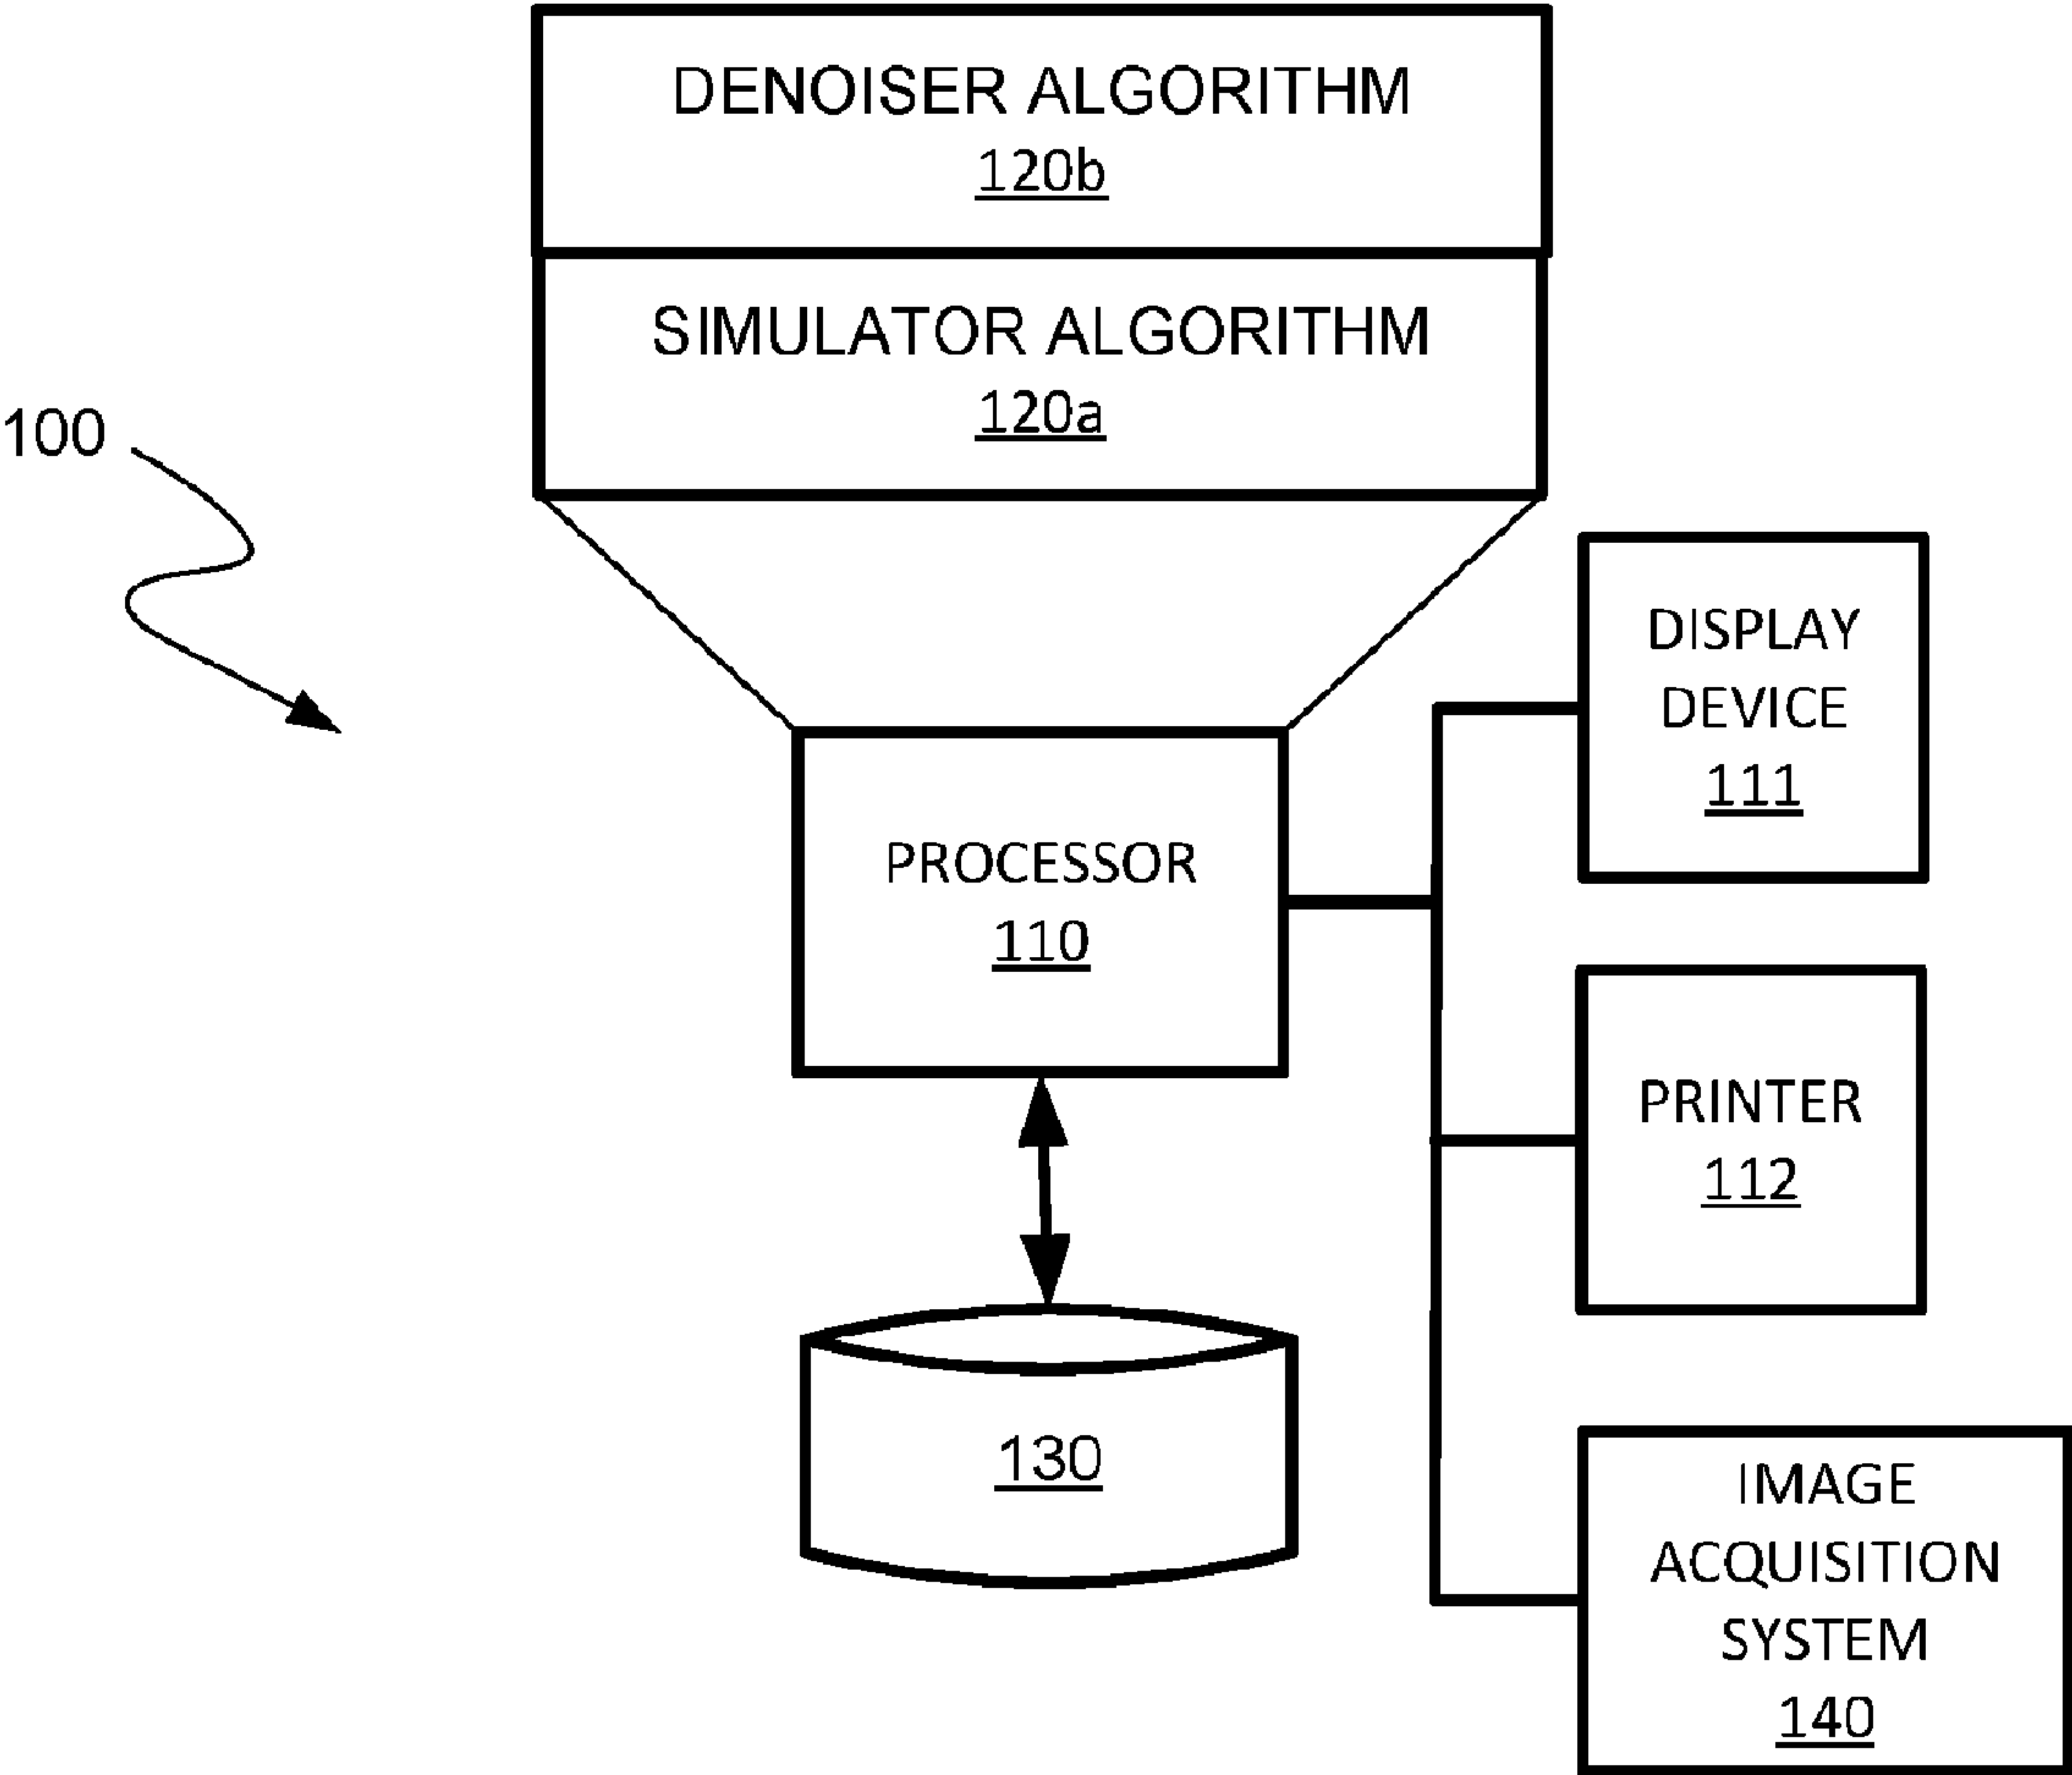 DENOISER ALGORITHM
120b
SIMULATOR ALGORITHM
120a
100
DISPLAY
DEVICE
111
PROCESSOR
110
PRINTER
112
130
IMAGE
ACQUISITION
SYSTEM
140